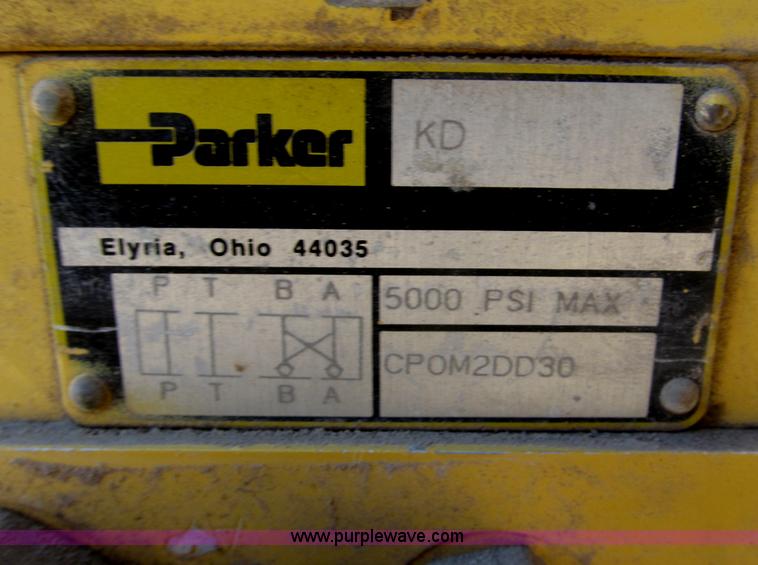 Parker
KD
Elyria, Ohio 44035
P T B A
5000 PSI MAX
CPOM2DD30
P T B A
www.purplewave.com